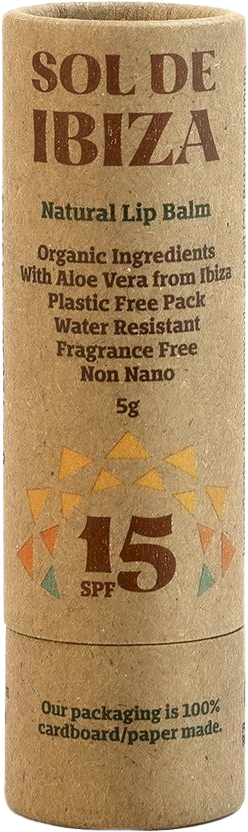 SOL DE
IBIZA
Natural Lip Balm
Organic Ingredients
With Aloe Vera from Ibiza
Plastic Free Pack
Water Resistant
Fragrance Free
Non Nano
5g
SPF 15
Our packaging is 100%
cardboard/paper made.